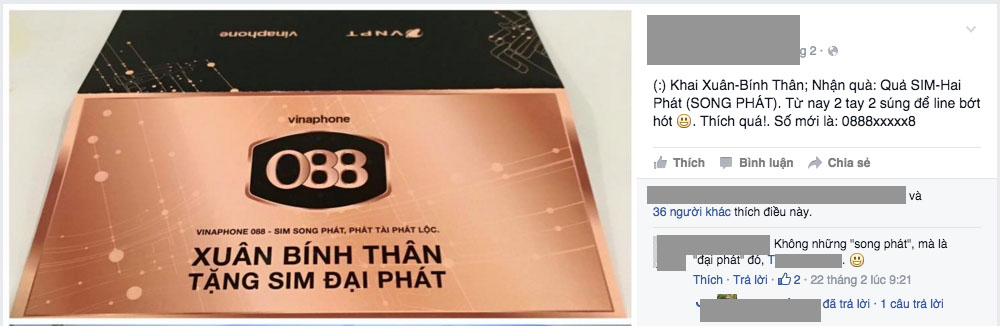 vinaphone
VNPT
vinaphone
088
VINAPHONE 088 - SIM SONG PHÁT, PHÁT TÀI PHÁT LỘC.
XUÂN BÍNH THÂN
TẶNG SIM ĐẠI PHÁT
g 2 ·
(:) Khai Xuân-Bính Thân; Nhận quà: Quả SIM-Hai
Phát (SONG PHÁT). Từ nay 2 tay 2 súng để line bớt
hót 😃. Thích quá!. Số mới là: 0888xxxxx8
Thích Bình luận Chia sẻ
và
36 người khác thích điều này.
Không những "song phát", mà là
"đại phát" đó, T . 😃
Thích · Trả lời · 2 · 22 tháng 2 lúc 9:21
đã trả lời · 1 câu trả lời